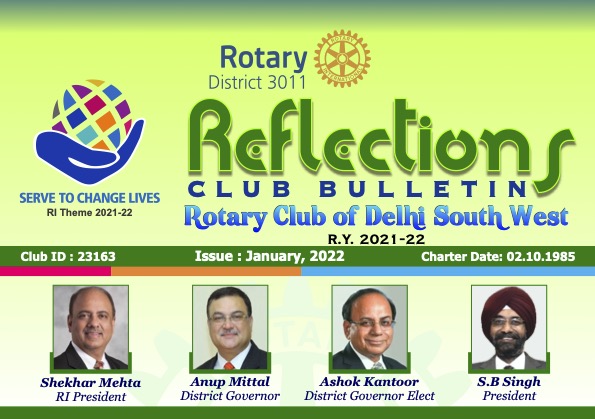 Rotary
District 3011
ROTARY
INTERNATIONAL
SERVE TO CHANGE LIVES
RI Theme 2021-22
Reflections
CLUB BULLETIN
Rotary Club of Delhi South West
R.Y. 2021-22
Club ID : 23163
Issue : January, 2022
Charter Date: 02.10.1985
Shekhar Mehta
RI President
Anup Mittal
District Governor
Ashok Kantoor
District Governor Elect
S.B Singh
President